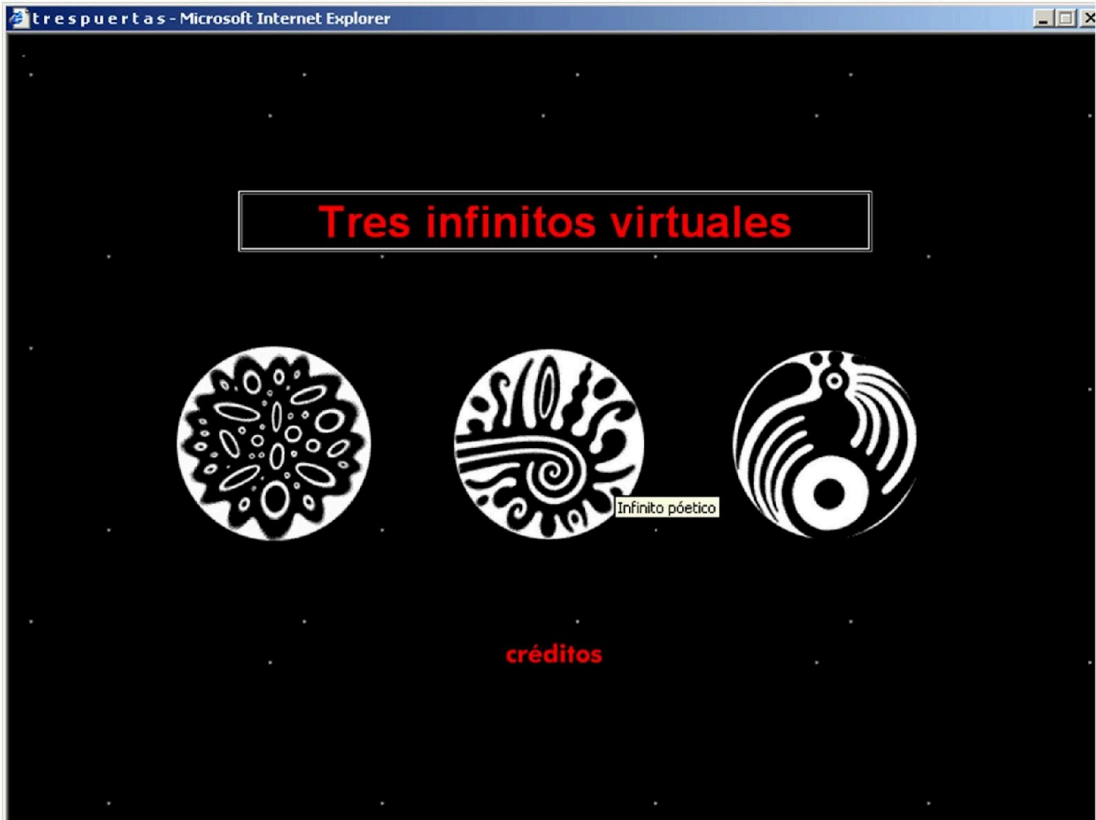 t r e s p u e r t a s - Microsoft Internet Explorer
Tres infinitos virtuales
Infinito póetico
créditos